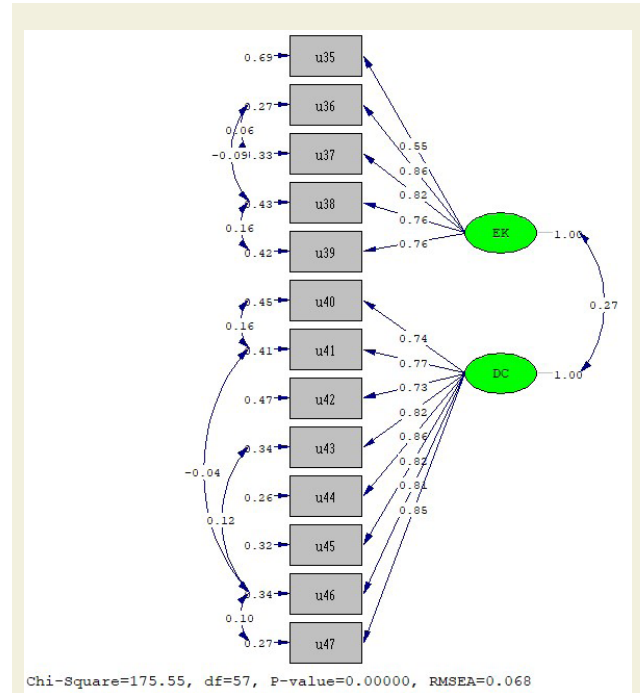 0.69 u35
0.27 u36
0.06
0.55
-0.09 0.33 u37
0.86
0.82
0.43 u38
0.76
0.16
EK 1.00
0.42 u39
0.76
0.27
0.45 u40
0.16
0.74
0.41 u41
0.77
DC 1.00
0.73
0.47 u42
0.82
0.34 u43
0.86
0.82
-0.04
0.26 u44
0.81
0.85
0.12
0.32 u45
0.34 u46
0.10
0.27 u47
Chi-Square=175.55, df=57, P-value=0.00000, RMSEA=0.068